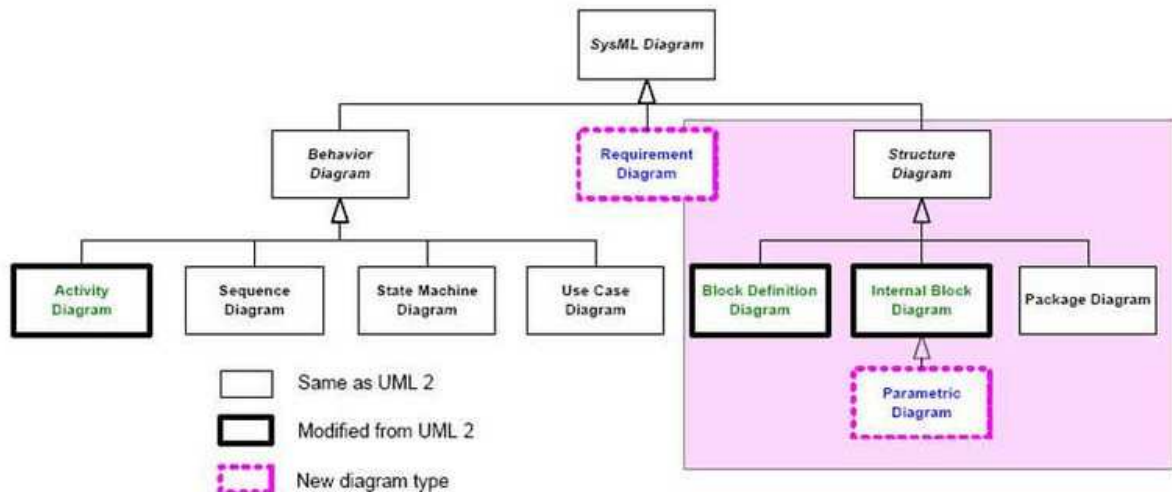 SysML Diagram
Behavior
Diagram
Requirement
Diagram
Structure
Diagram
Activity
Diagram
Sequence
Diagram
State Machine
Diagram
Use Case
Diagram
Block Definition
Diagram
Internal Block
Diagram
Package Diagram
Parametric
Diagram
Same as UML 2
Modified from UML 2
New diagram type